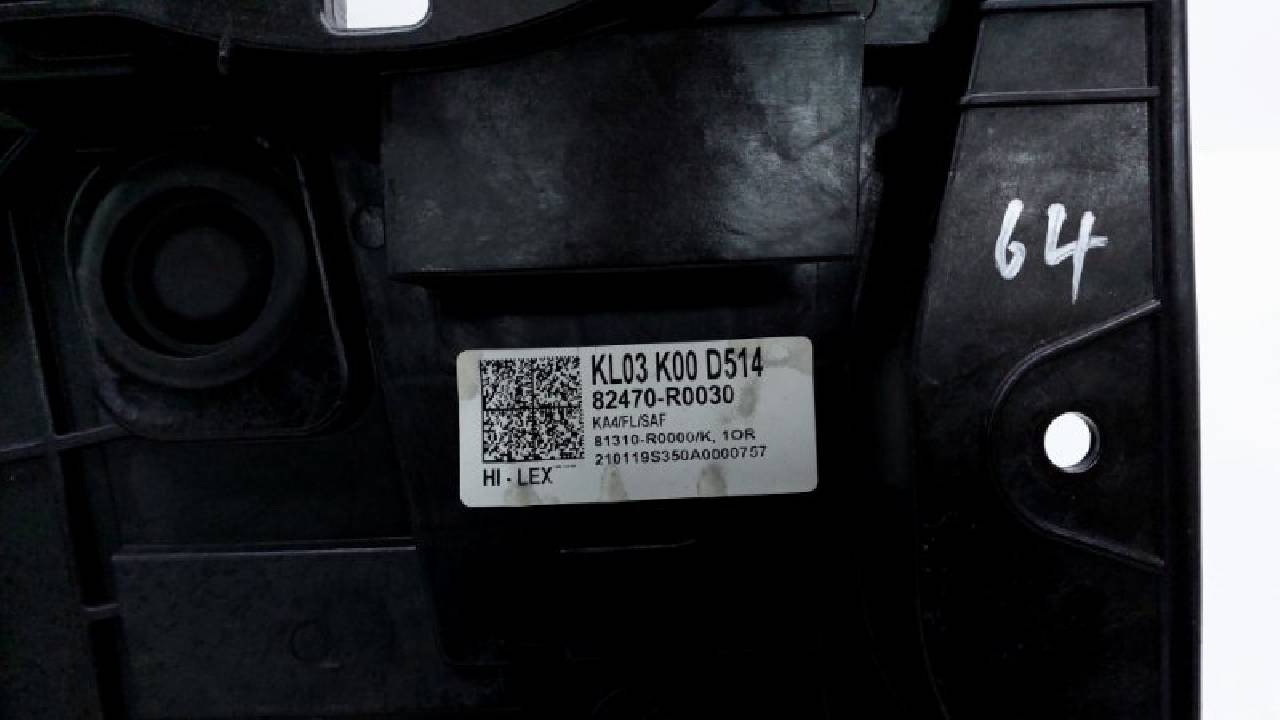 64
KL03 K00 D514
82470-R0030
KA4/FL/SAF
81310-R0000/K, 1OR
210119S350A0000757
HI - LEX